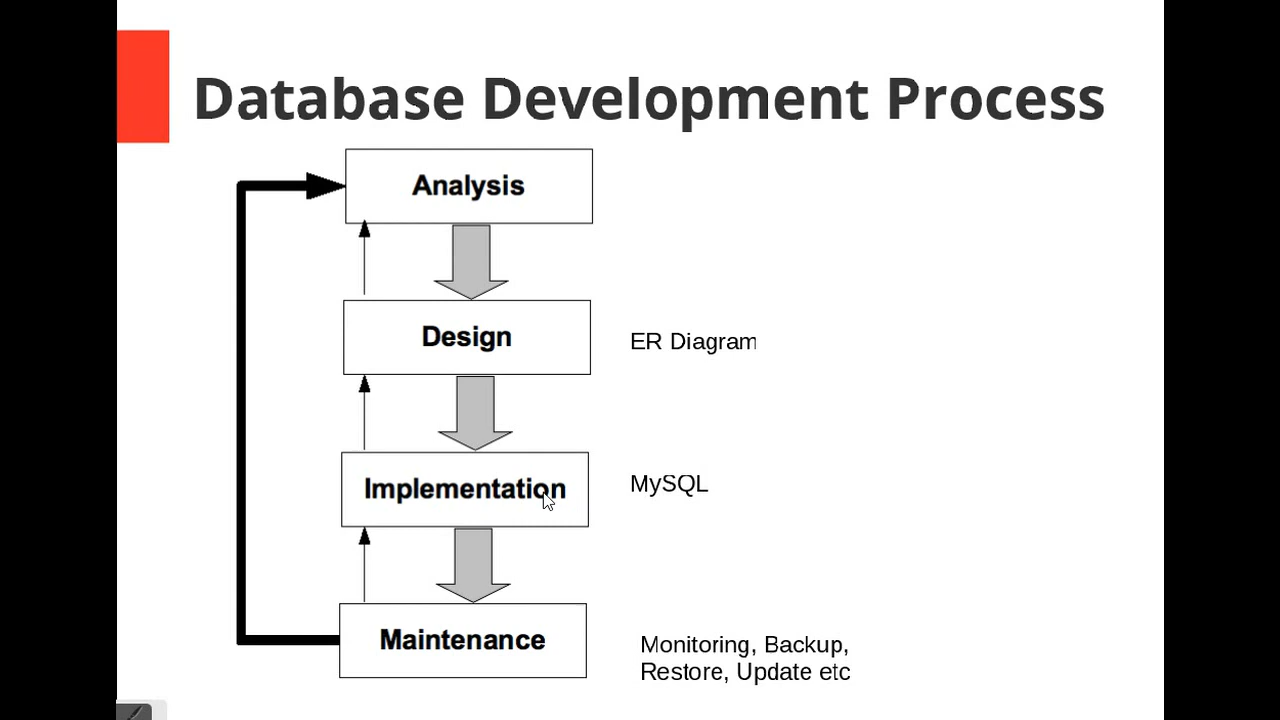 Database Development Process
Analysis
Design
ER Diagram
Implementation
MySQL
Maintenance
Monitoring, Backup,
Restore, Update etc